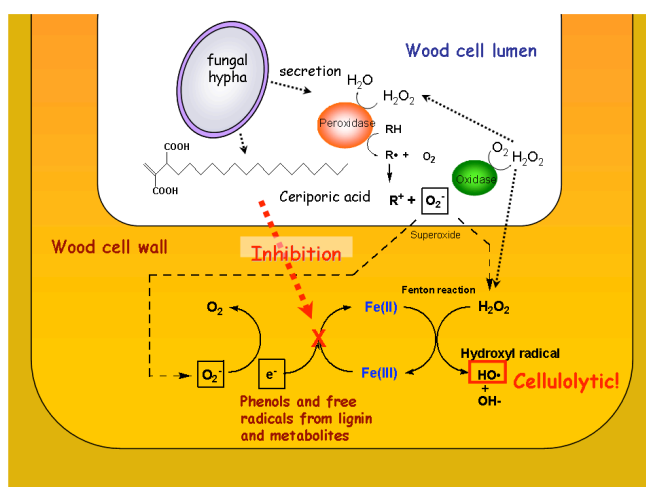 Wood cell lumen
fungal
hypha
secretion
H₂O
H₂O₂
Peroxidase
RH
R• + O₂
O₂
H₂O₂
Oxidase
COOH
COOH
Ceriporic acid
R⁺ + O₂⁻
Superoxide
Wood cell wall
Inhibition
Fenton reaction
O₂
Fe(II)
H₂O₂
X
O₂⁻
e⁻
Fe(III)
Hydroxyl radical
HO•
+
OH-
Cellulolytic!
Phenols and free
radicals from lignin
and metabolites